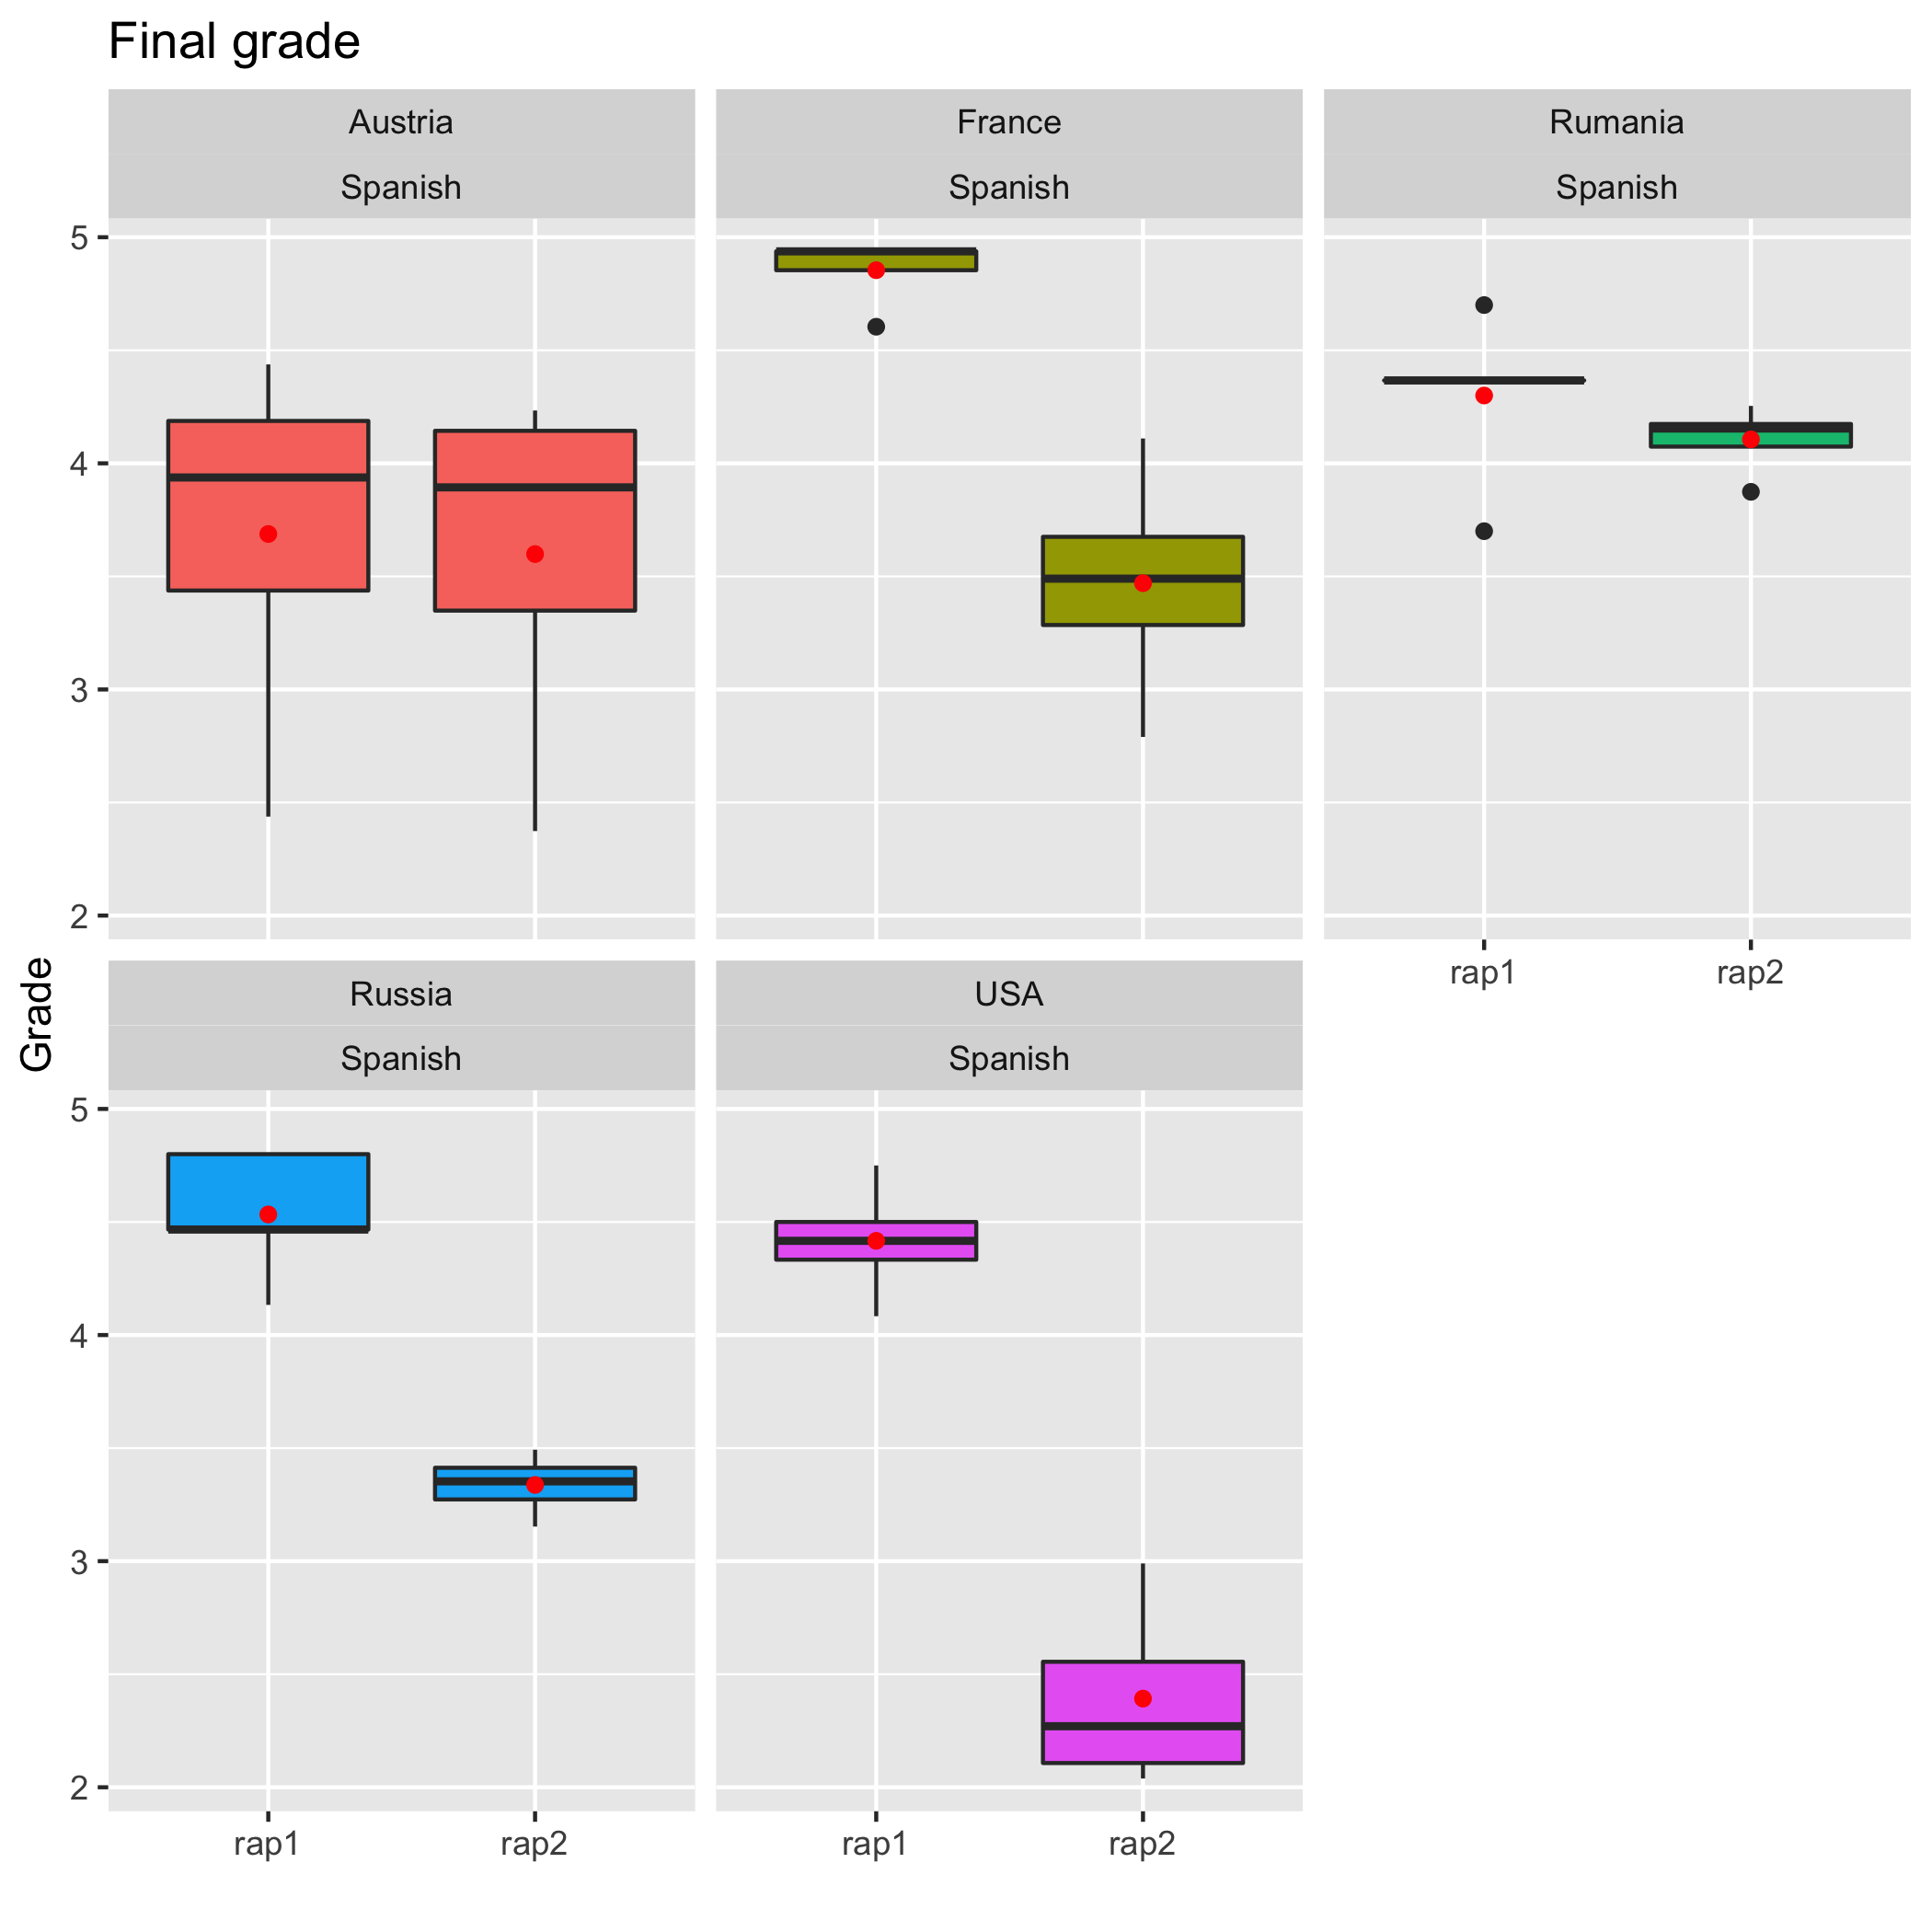 Final grade
Austria
France
Rumania
Spanish
Spanish
Spanish
5
4
3
2
rap1
rap2
Grade
Russia
USA
Spanish
Spanish
5
4
3
2
rap1
rap2
rap1
rap2